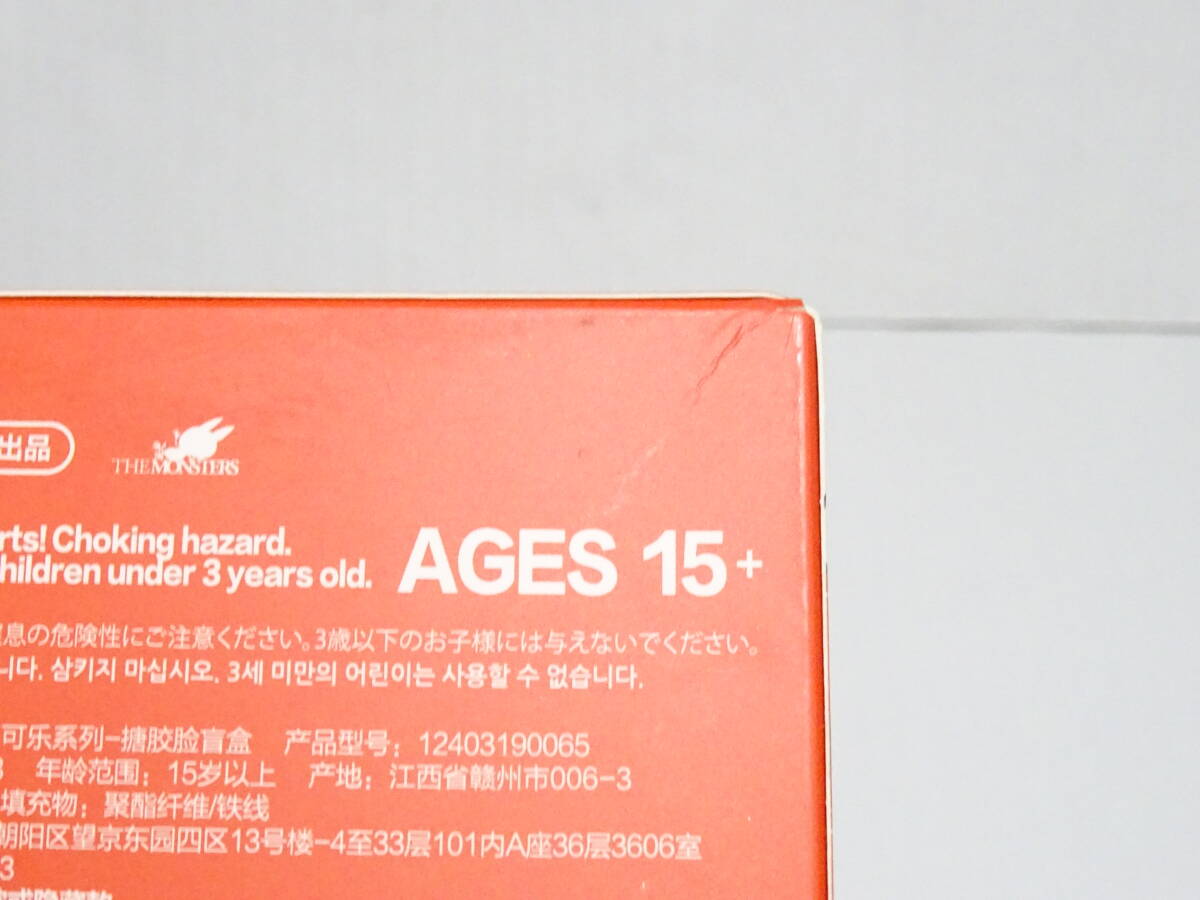 出品
THE MONSTERS
rts! Choking hazard.
children under 3 years old.
AGES 15+
息の危険性にご注意ください。3歳以下のお子様には与えないでください。
니다. 삼키지 마십시오. 3세 미만의 어린이는 사용할 수 없습니다.
可乐系列-搪胶脸盲盒 产品型号：12403190065
3 年龄范围：15岁以上 产地：江西省赣州市006-3
填充物：聚酯纤维/铁线
朝阳区望京东园四区13号楼-4至33层101内A座36层3606室
3
或隐藏款